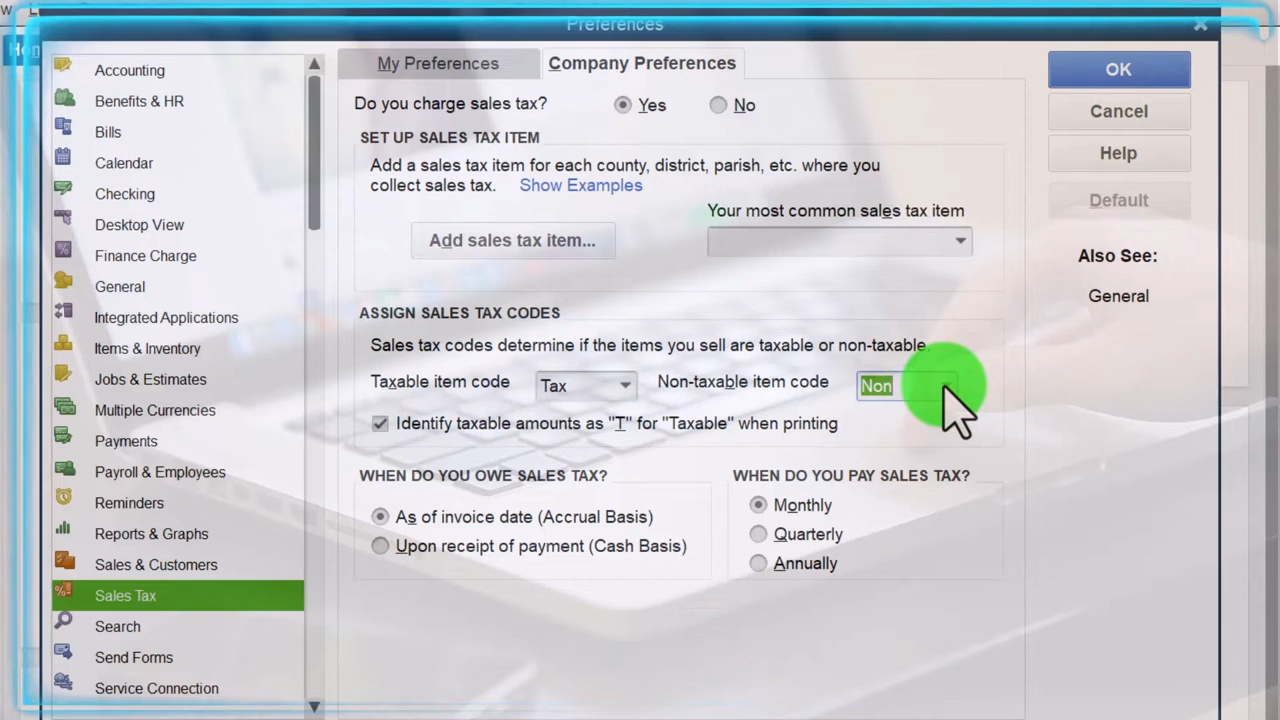 Preferences
Accounting
Benefits & HR
Bills
Calendar
Checking
Desktop View
Finance Charge
General
Integrated Applications
Items & Inventory
Jobs & Estimates
Multiple Currencies
Payments
Payroll & Employees
Reminders
Reports & Graphs
Sales & Customers
Sales Tax
Search
Send Forms
Service Connection
My Preferences
Company Preferences
Do you charge sales tax? Yes No
SET UP SALES TAX ITEM
Add a sales tax item for each county, district, parish, etc. where you
collect sales tax. Show Examples
Your most common sales tax item
Add sales tax item...
ASSIGN SALES TAX CODES
Sales tax codes determine if the items you sell are taxable or non-taxable.
Taxable item code Tax Non-taxable item code Non
Identify taxable amounts as "T" for "Taxable" when printing
WHEN DO YOU OWE SALES TAX?
As of invoice date (Accrual Basis)
Upon receipt of payment (Cash Basis)
WHEN DO YOU PAY SALES TAX?
Monthly
Quarterly
Annually
OK
Cancel
Help
Default
Also See:
General